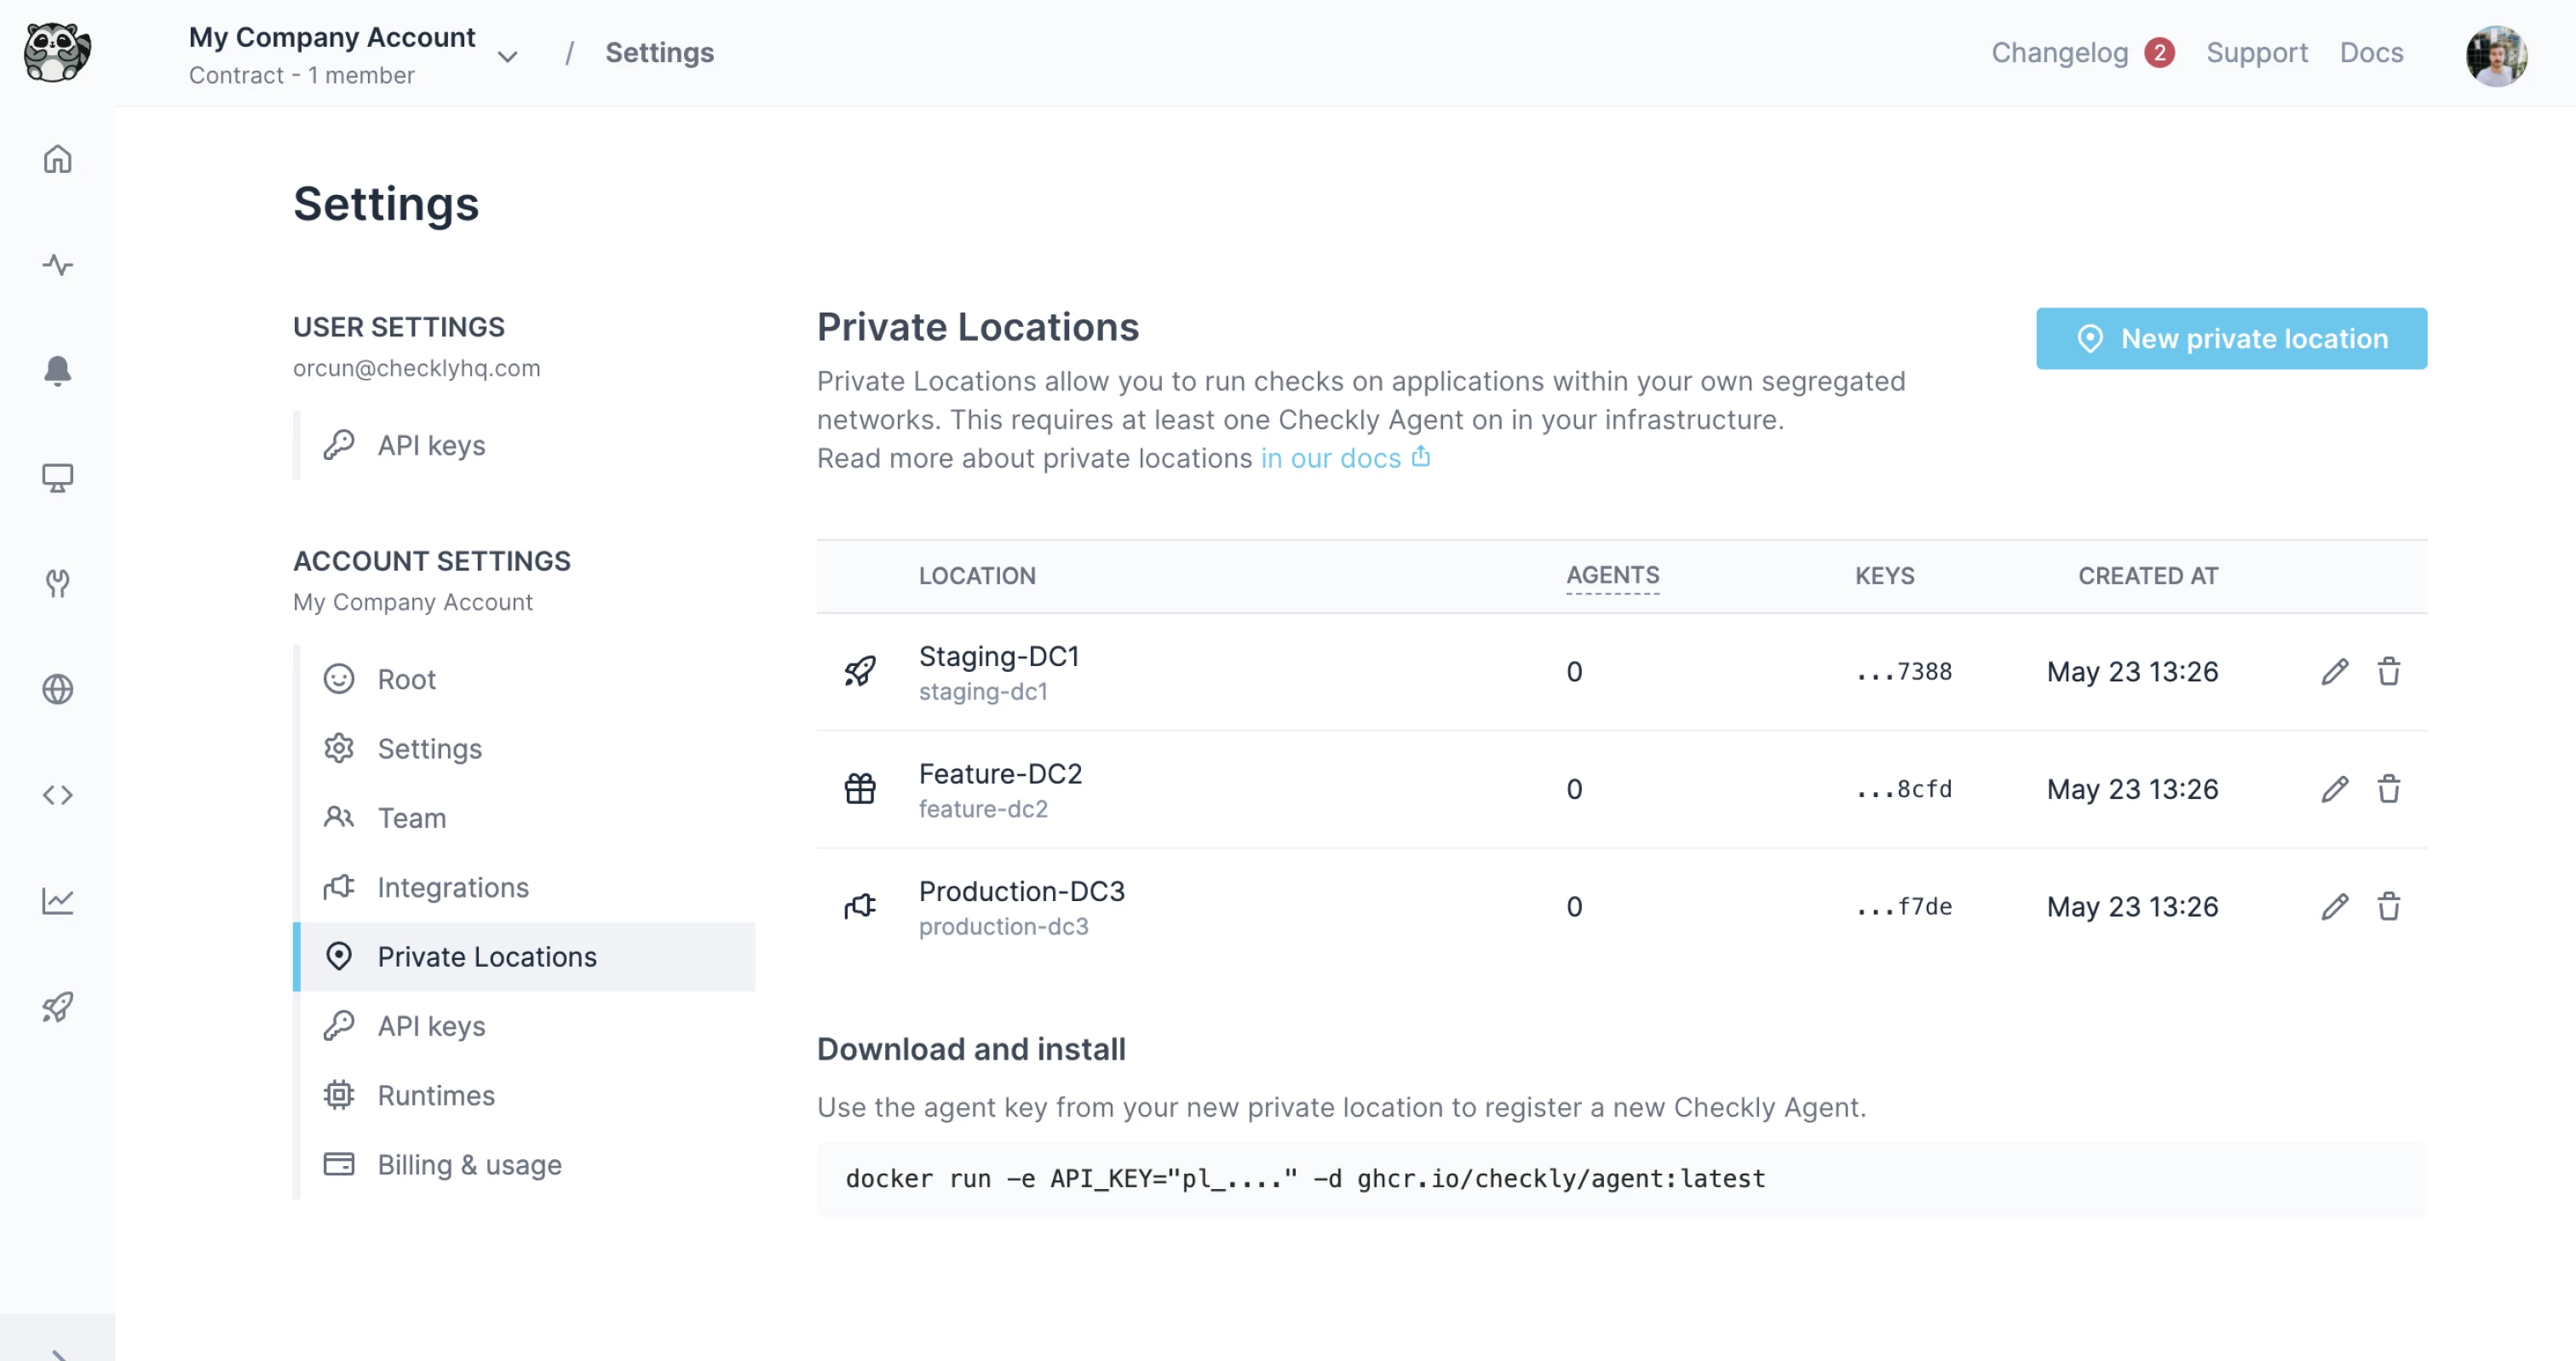 My Company Account
Contract - 1 member
/ Settings
Changelog 2 Support Docs
Settings
USER SETTINGS
orcun@checklyhq.com
API keys
ACCOUNT SETTINGS
My Company Account
Root
Settings
Team
Integrations
Private Locations
API keys
Runtimes
Billing & usage
Private Locations
New private location
Private Locations allow you to run checks on applications within your own segregated
networks. This requires at least one Checkly Agent on in your infrastructure.
Read more about private locations in our docs
LOCATION AGENTS KEYS CREATED AT
Staging-DC1
staging-dc1
0 ...7388 May 23 13:26
Feature-DC2
feature-dc2
0 ...8cfd May 23 13:26
Production-DC3
production-dc3
0 ...f7de May 23 13:26
Download and install
Use the agent key from your new private location to register a new Checkly Agent.
docker run -e API_KEY="pl_...." -d ghcr.io/checkly/agent:latest